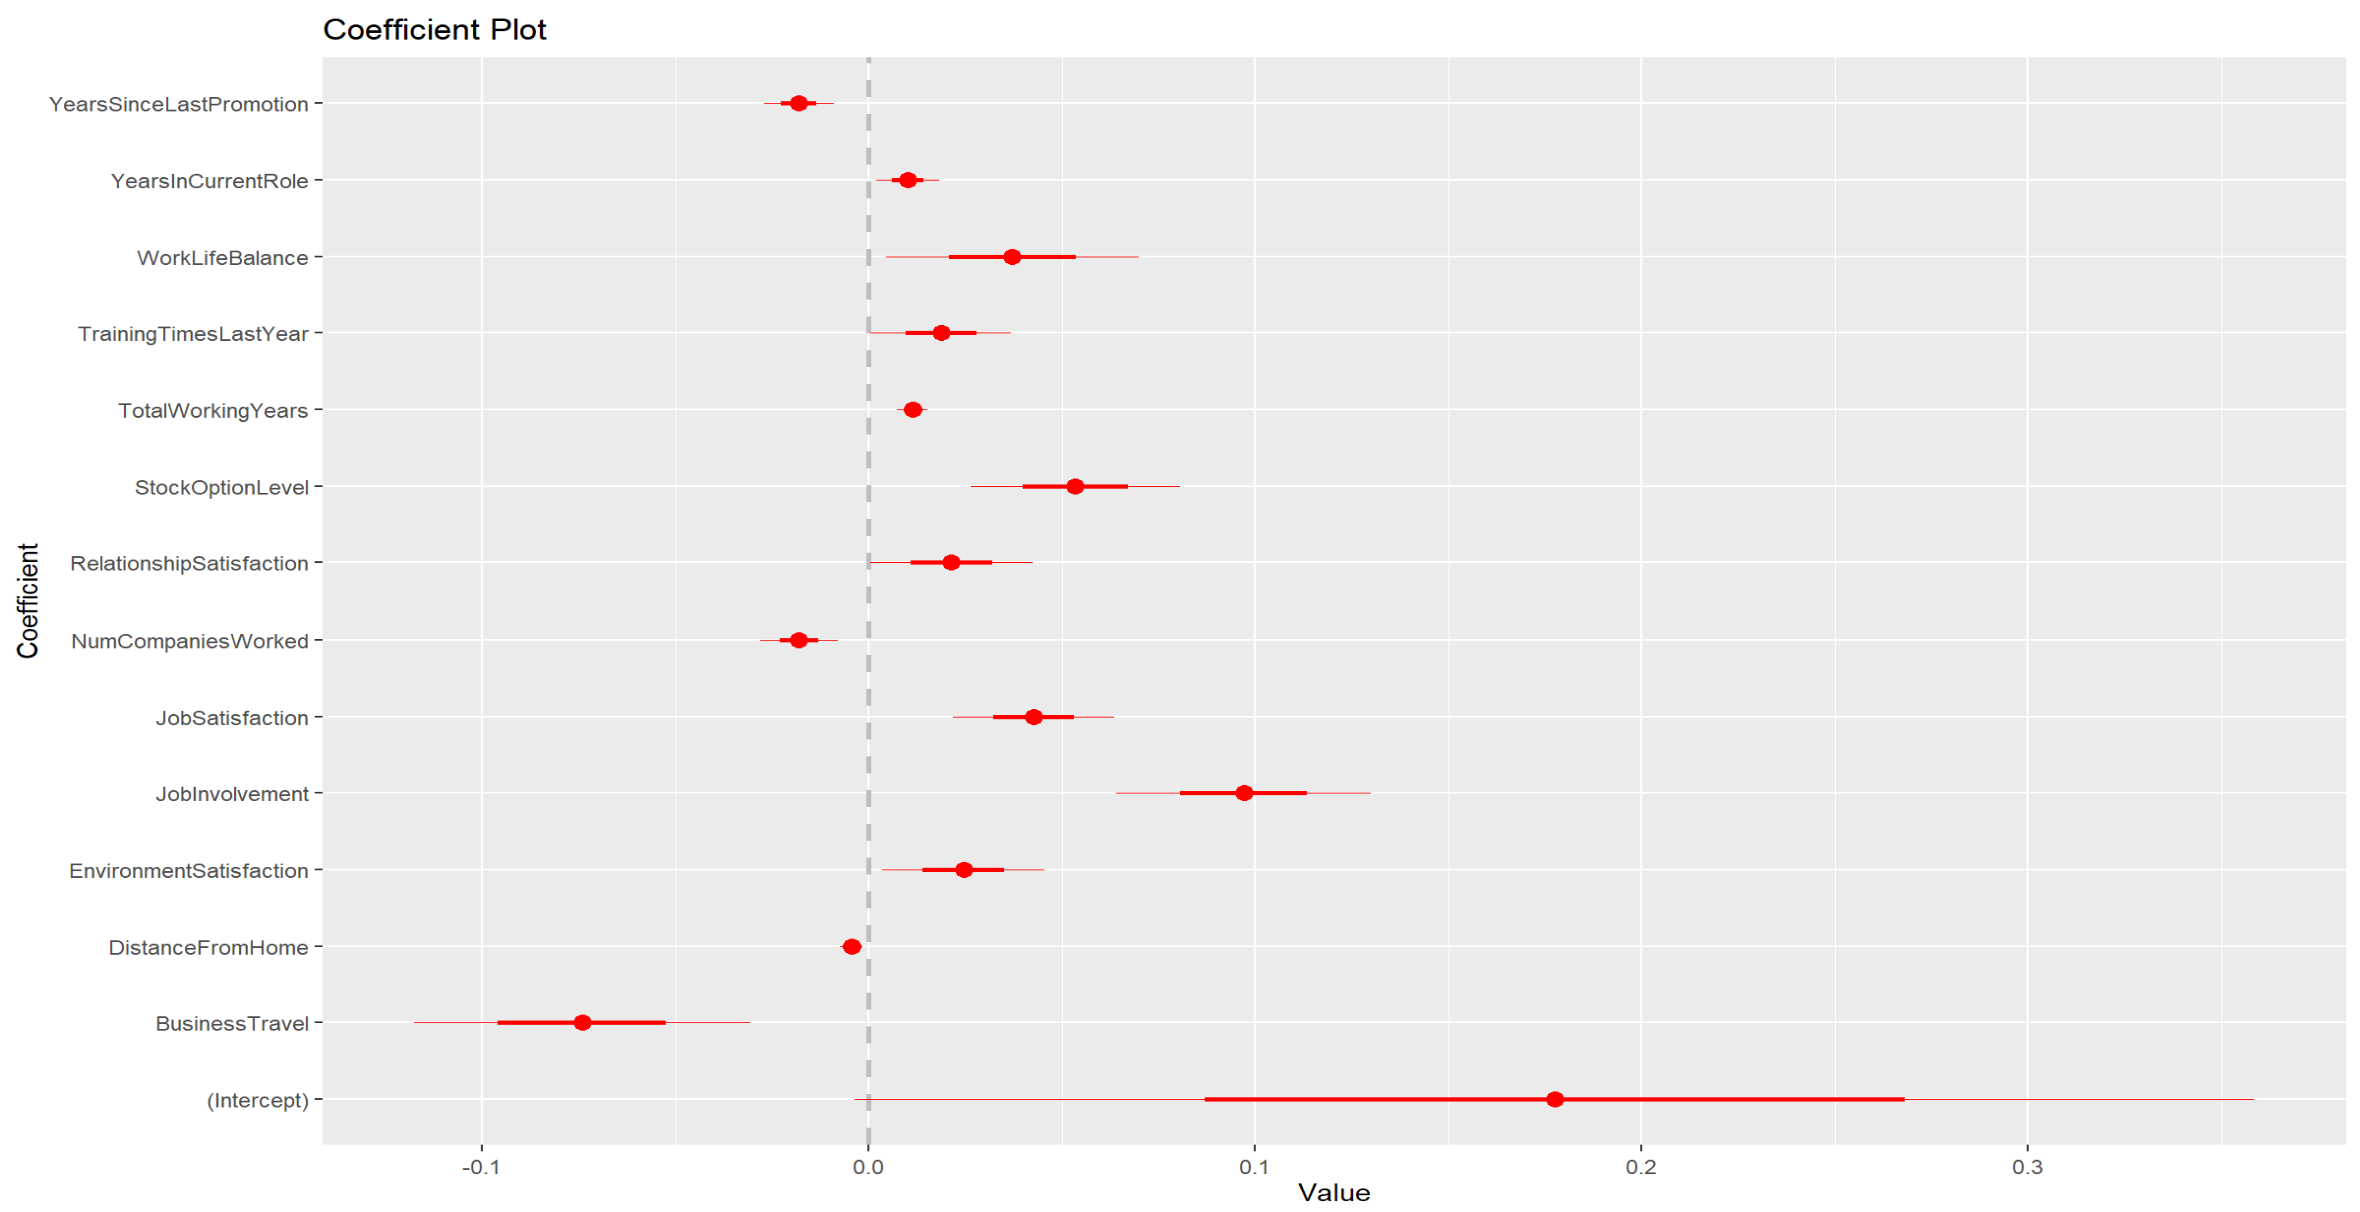 Coefficient Plot
YearsSinceLastPromotion
YearsInCurrentRole
WorkLifeBalance
TrainingTimesLastYear
TotalWorkingYears
StockOptionLevel
RelationshipSatisfaction
NumCompaniesWorked
JobSatisfaction
JobInvolvement
EnvironmentSatisfaction
DistanceFromHome
BusinessTravel
(Intercept)
Coefficient
-0.1 0.0 0.1 0.2 0.3
Value